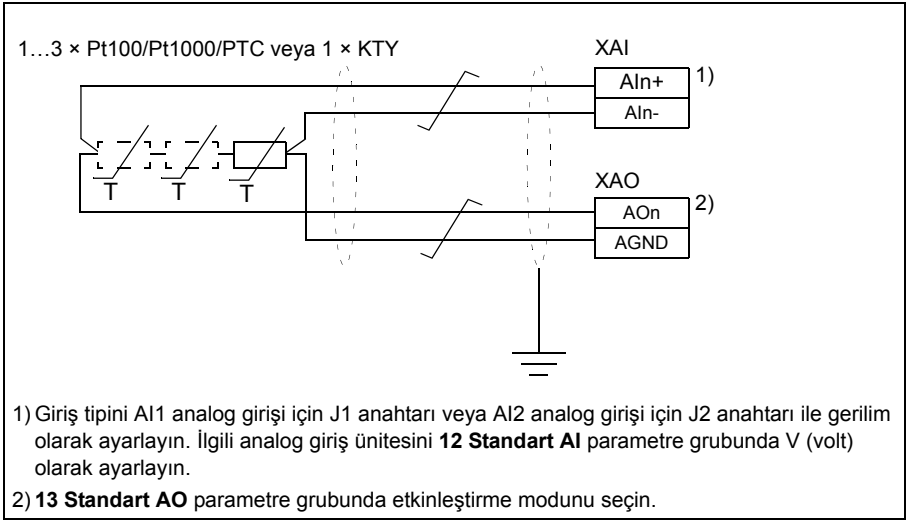 1…3 × Pt100/Pt1000/PTC veya 1 × KTY
XAI
AIn+
1)
AIn-
T
T
T
XAO
AOn
2)
AGND
1) Giriş tipini AI1 analog girişi için J1 anahtarı veya AI2 analog girişi için J2 anahtarı ile gerilim
olarak ayarlayın. İlgili analog giriş ünitesini 12 Standart AI parametre grubunda V (volt)
olarak ayarlayın.
2) 13 Standart AO parametre grubunda etkinleştirme modunu seçin.